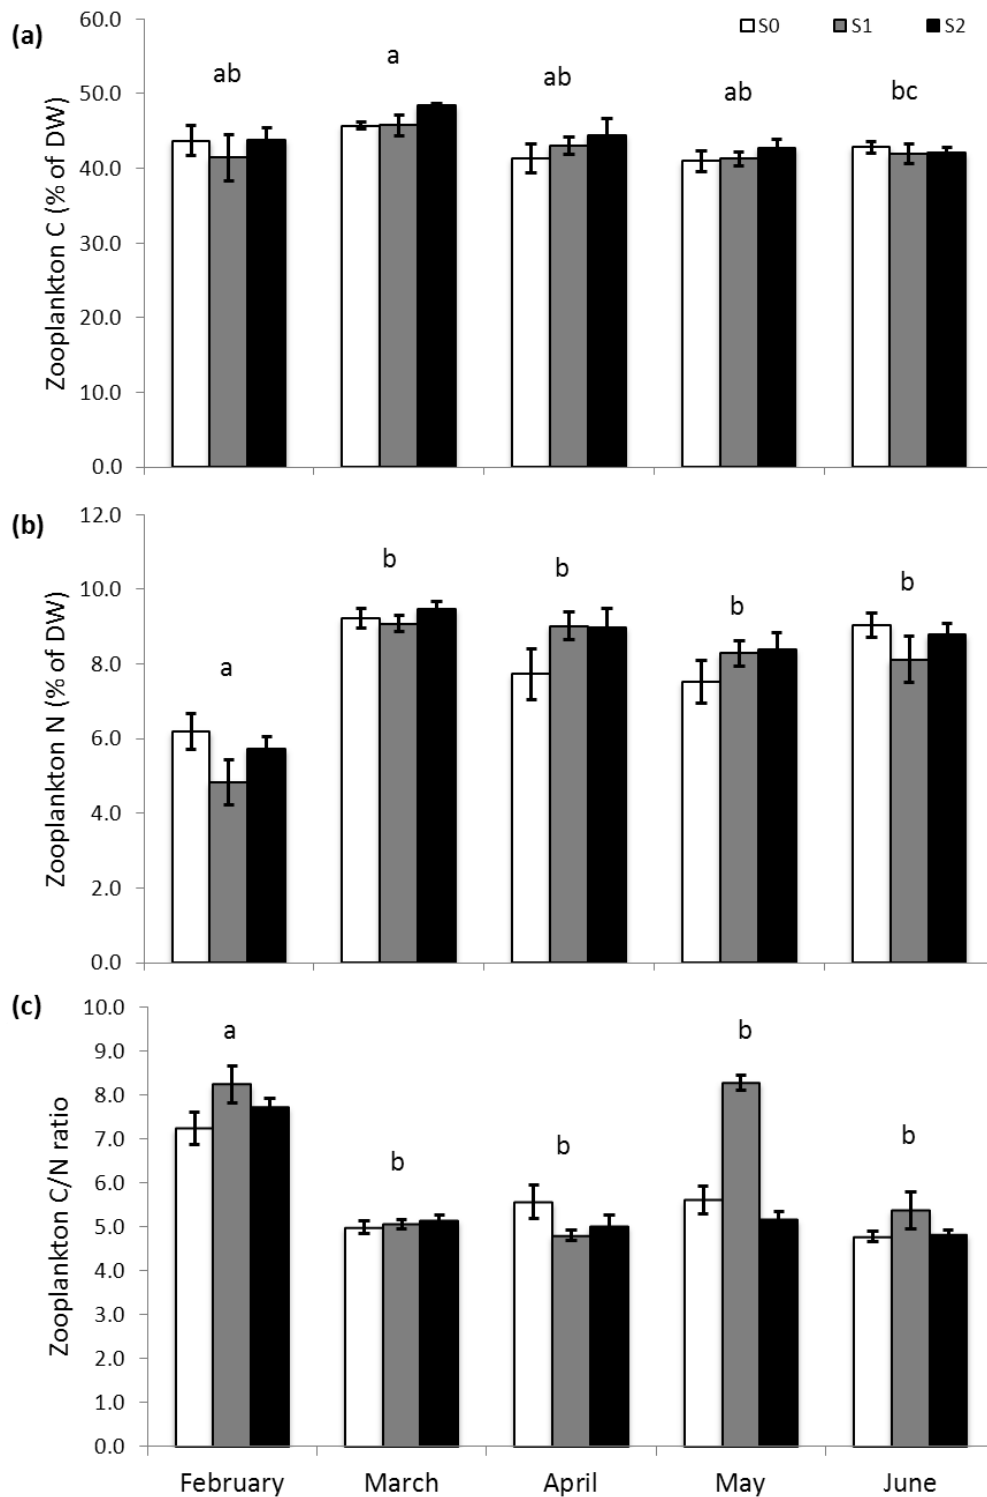 (a)
Zooplankton C (% of DW)
60.0
50.0
40.0
30.0
20.0
10.0
0.0
S0 S1 S2
ab a ab ab bc
(b)
Zooplankton N (% of DW)
12.0
10.0
8.0
6.0
4.0
2.0
0.0
a b b b b
(c)
Zooplankton C/N ratio
10.0
9.0
8.0
7.0
6.0
5.0
4.0
3.0
2.0
1.0
0.0
a b b b b
February March April May June